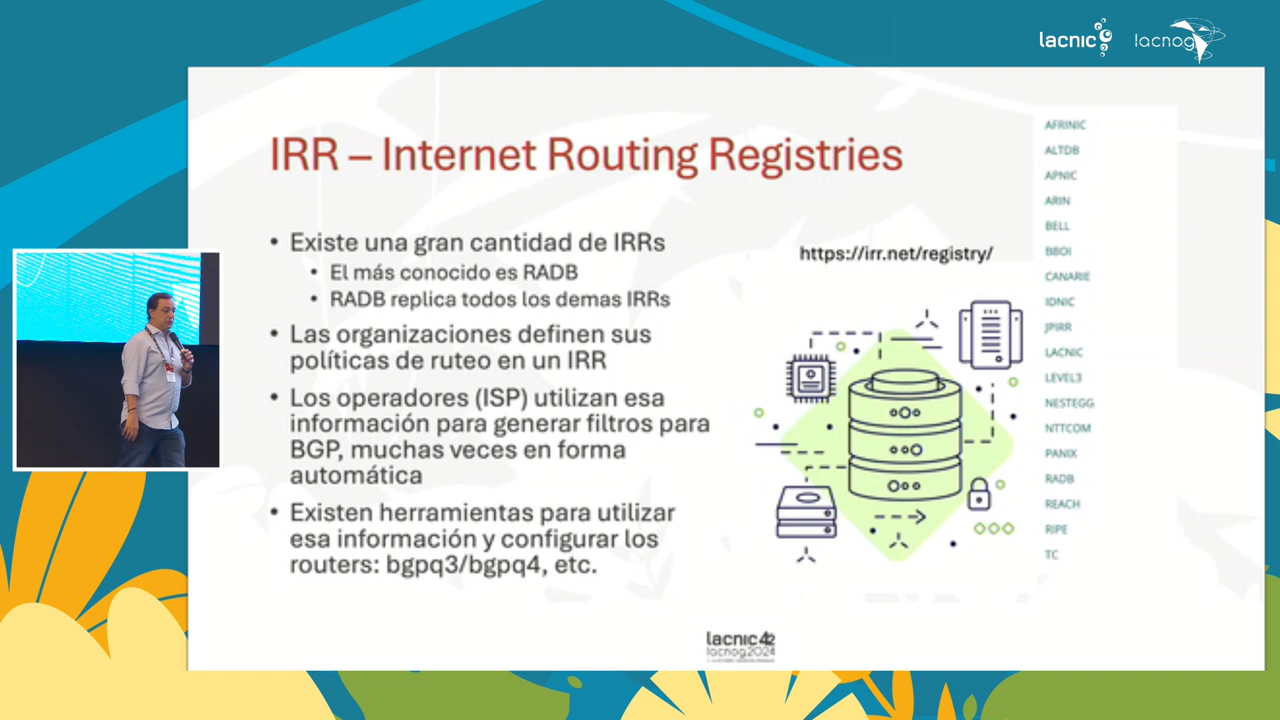 lacnic
lacnog
IRR – Internet Routing Registries
• Existe una gran cantidad de IRRs
• El más conocido es RADB
• RADB replica todos los demas IRRs
• Las organizaciones definen sus
políticas de ruteo en un IRR
• Los operadores (ISP) utilizan esa
información para generar filtros para
BGP, muchas veces en forma
automática
• Existen herramientas para utilizar
esa información y configurar los
routers: bgpq3/bgpq4, etc.
https://irr.net/registry/
AFRINIC
ALTDB
APNIC
ARIN
BELL
BBOI
CANARIE
IDNIC
JPIRR
LACNIC
LEVEL3
NESTEGG
NTTCOM
PANIX
RADB
REACH
RIPE
TC
lacnic42
lacnog2024